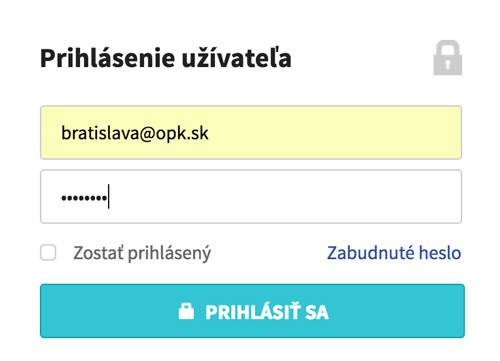 Prihlásenie užívateľa
bratislava@opk.sk
••••••••
Zostať prihlásený
Zabudnuté heslo
PRIHLÁSIŤ SA